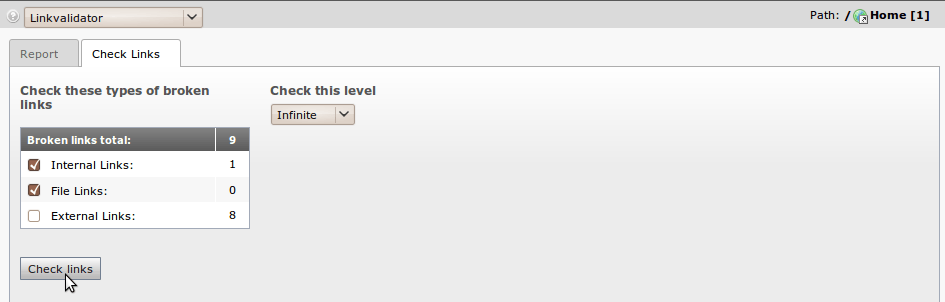 Linkvalidator
Path: / Home [1]
Report
Check Links
Check these types of broken
links
Check this level
Infinite
Broken links total: 9
Internal Links: 1
File Links: 0
External Links: 8
Check links